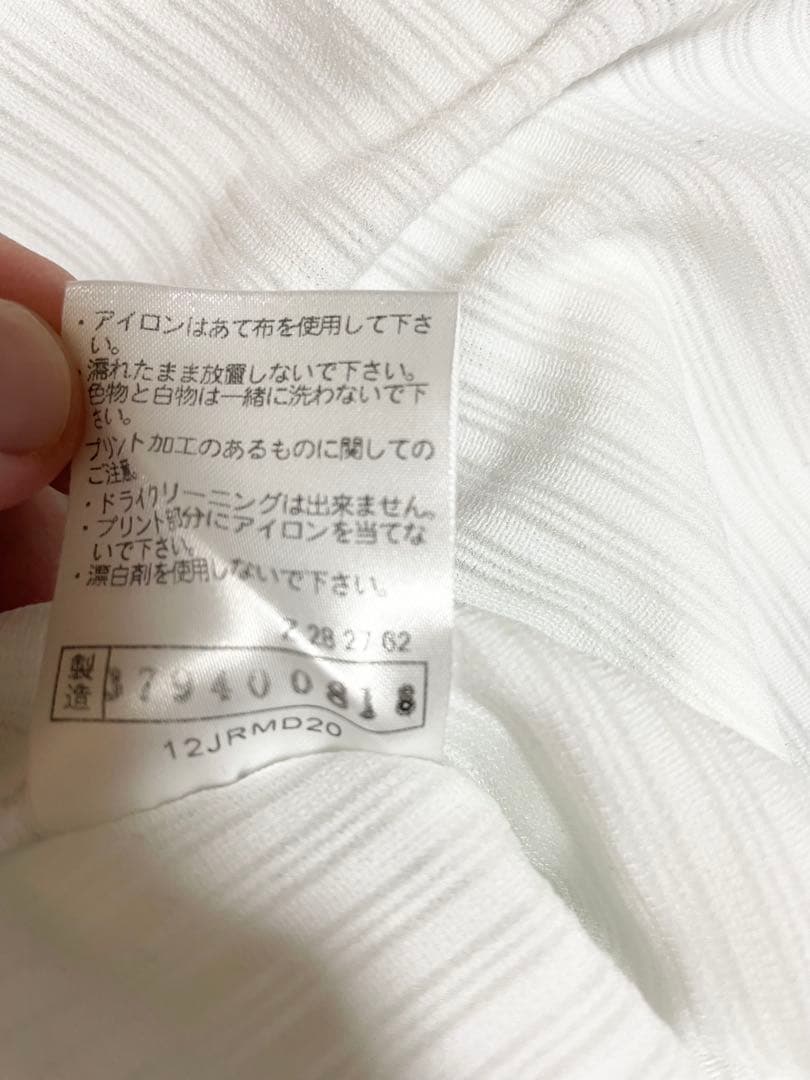 ・アイロンはあて布を使用して下さ
い。
・濡れたまま放置しないで下さい。
色物と白物は一緒に洗わないで下
さい。
プリント加工のあるものに関しての
ご注意。
・ドライクリーニングは出来ません。
・プリント部分にアイロンを当てな
いで下さい。
・漂白剤を使用しないで下さい。
28 27 62
製造 379400818
12JRMD20